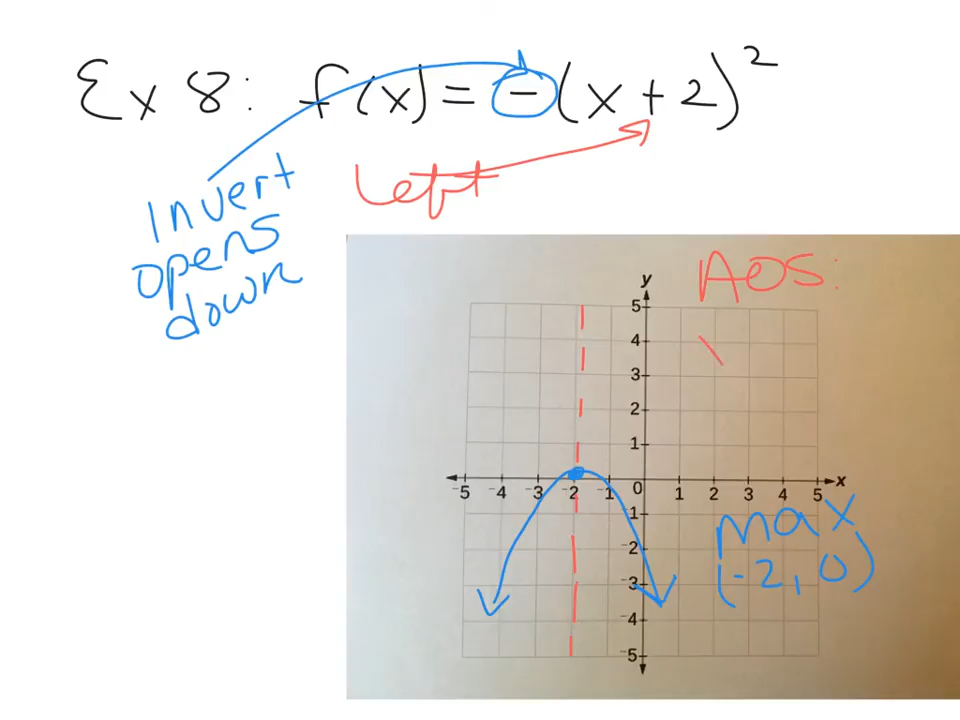 Ex 8: f(x) = -(x+2)²
Left
Invert
opens
down
AOS:
y
5
4
3
2
1
-5 -4 -3 -2 -1 0 1 2 3 4 5 x
-1
-2
-3
-4
-5
max
(-2, 0)